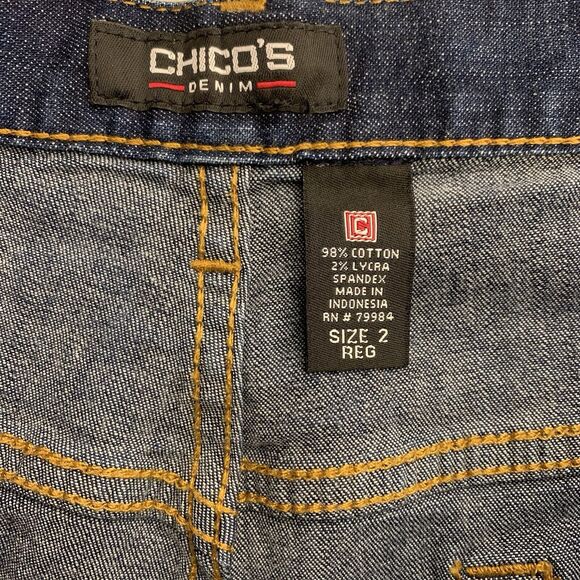 CHICO'S
DENIM
C
98% COTTON
2% LYCRA
SPANDEX
MADE IN
INDONESIA
RN # 79984
SIZE 2
REG